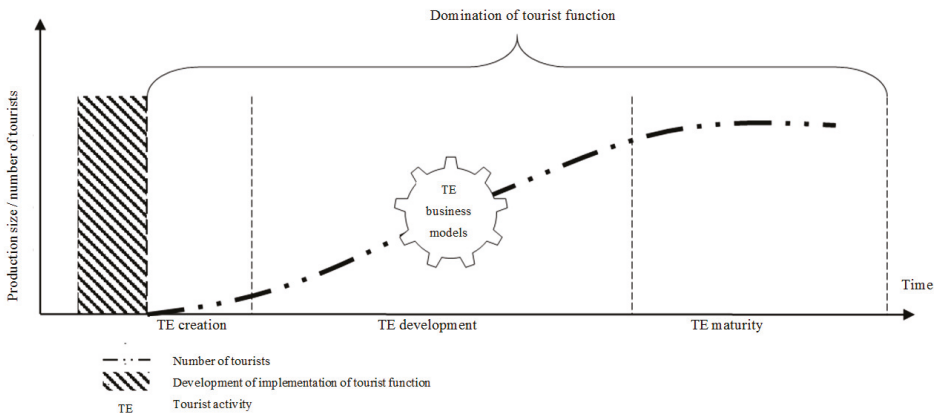 Domination of tourist function
Production size / number of tourists
TE
business
models
Time
TE creation
TE development
TE maturity
Number of tourists
Development of implementation of tourist function
TE Tourist activity